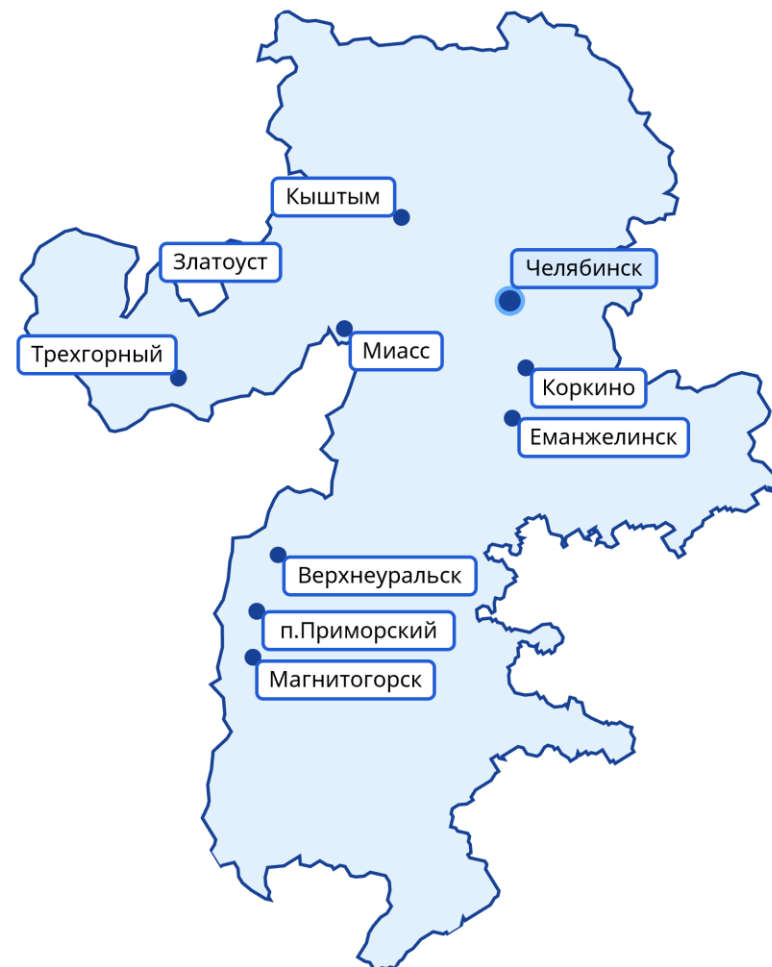 Кыштым
Златоуст
Челябинск
Трехгорный
Миасс
Коркино
Еманжелинск
Верхнеуральск
п.Приморский
Магнитогорск